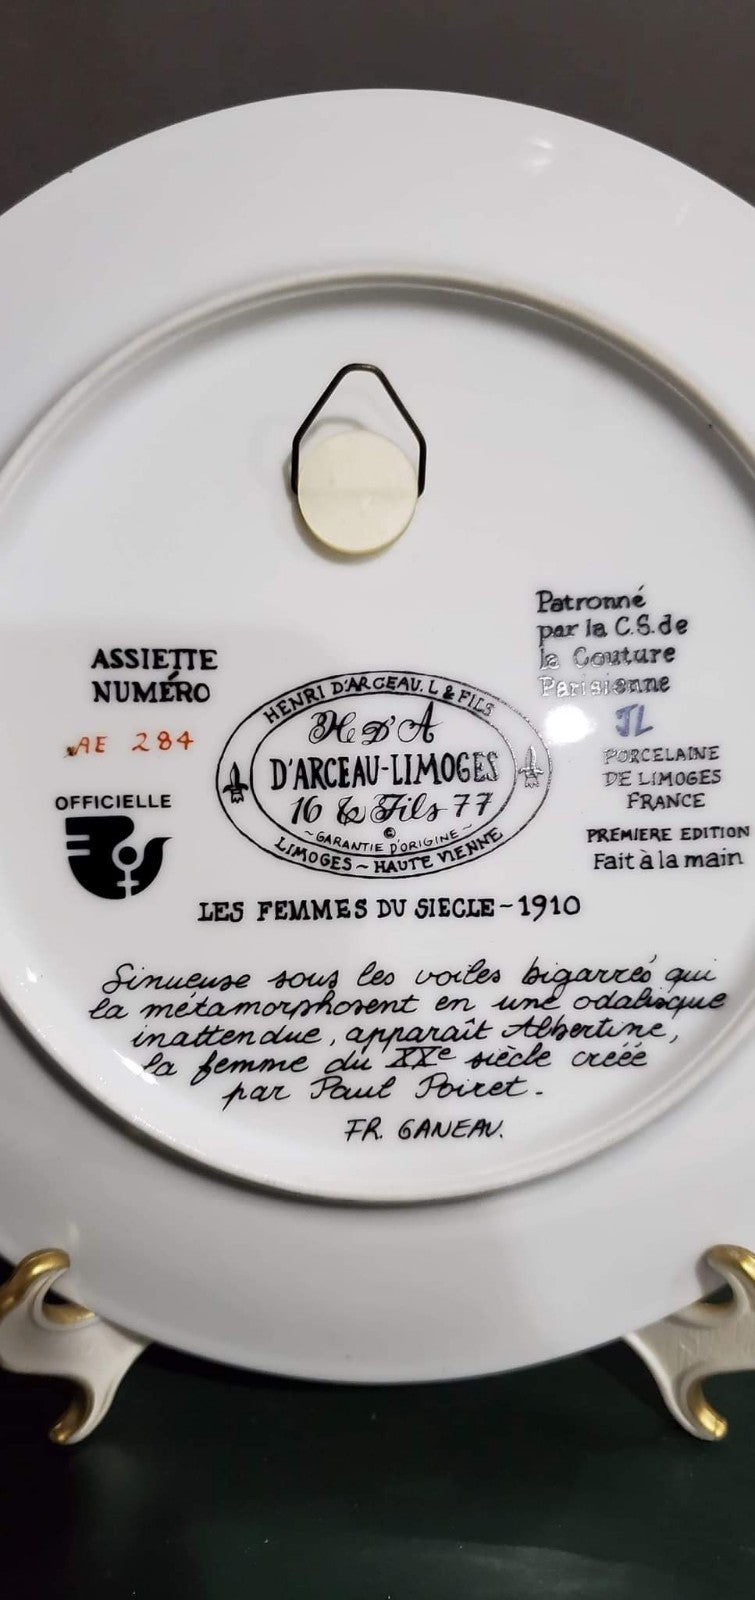 Patronné
par la C.S.de
la Couture
Parisienne
JL
ASSIETTE
NUMÉRO
AE 284
OFFICIELLE
HENRI D'ARCEAU. L & FILS
H D'A
D'ARCEAU-LIMOGES
16 & Fils 77
©
~GARANTIE D'ORIGINE~
LIMOGES ~ HAUTE VIENNE
PORCELAINE
DE LIMOGES
FRANCE
PREMIERE EDITION
Fait à la main
LES FEMMES DU SIECLE - 1910
Sinueuse sous les voiles bigarrés qui
la métamorphosent en une odalisque
inattendue, apparaît Albertine,
la femme du XXe siècle créée
par Paul Poiret.
FR. GANEAU.